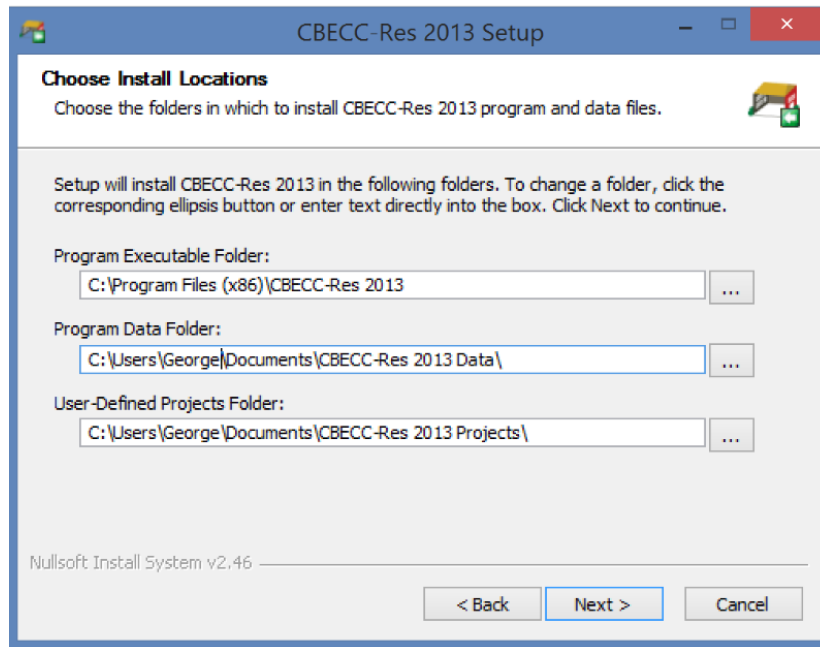 CBECC-Res 2013 Setup
Choose Install Locations
Choose the folders in which to install CBECC-Res 2013 program and data files.
Setup will install CBECC-Res 2013 in the following folders. To change a folder, click the
corresponding ellipsis button or enter text directly into the box. Click Next to continue.
Program Executable Folder:
C:\Program Files (x86)\CBECC-Res 2013
...
Program Data Folder:
C:\Users\George\Documents\CBECC-Res 2013 Data\
...
User-Defined Projects Folder:
C:\Users\George\Documents\CBECC-Res 2013 Projects\
...
Nullsoft Install System v2.46
< Back
Next >
Cancel